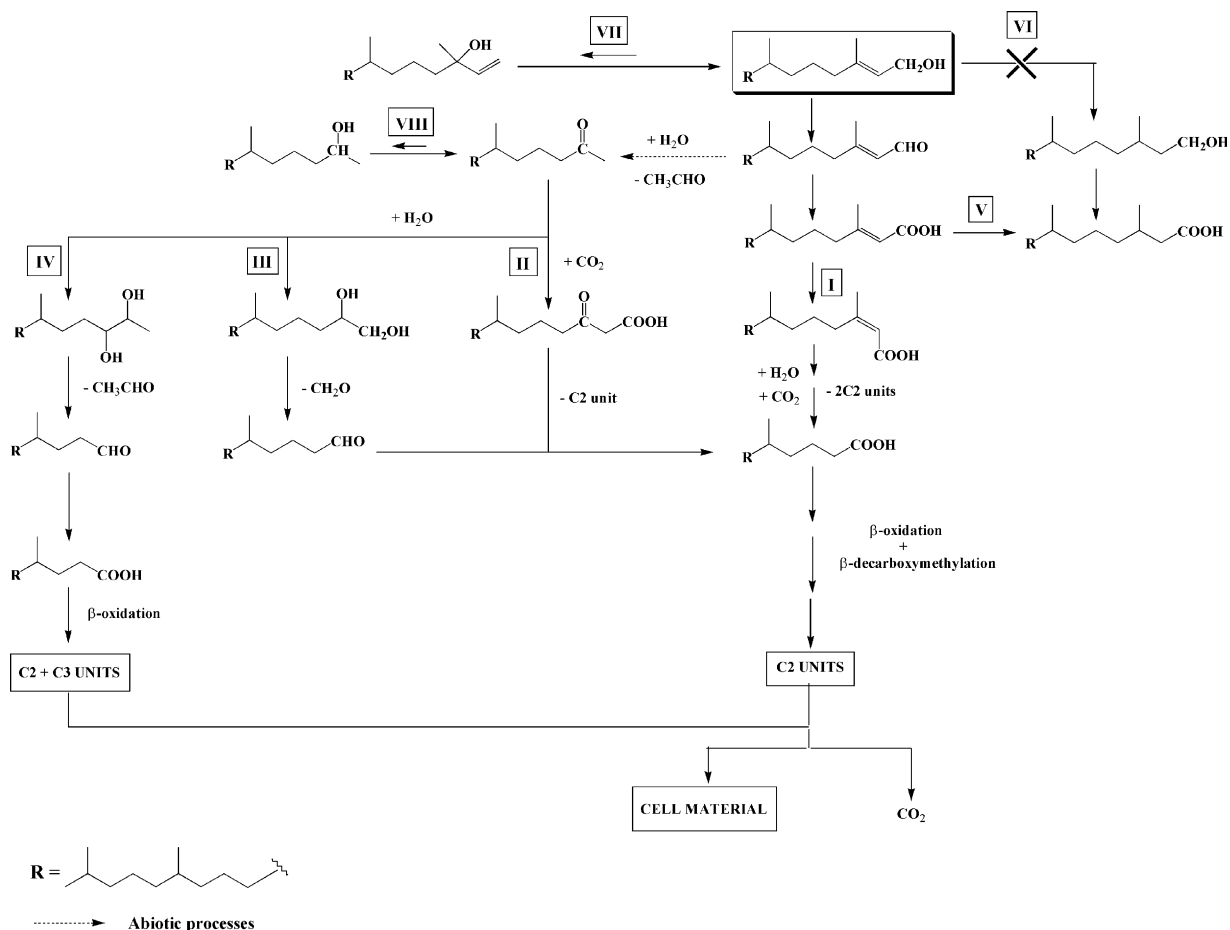 VII
VI
OH
R
R
CH2OH
OH
CH
R
VIII
O
R
+ H2O
- CH3CHO
R
CHO
R
CH2OH
+ H2O
R
COOH
V
R
COOH
IV
III
II
+ CO2
I
OH
R
OH
OH
R
CH2OH
O
R
COOH
R
COOH
- CH3CHO
- CH2O
- C2 unit
+ H2O
+ CO2
- 2C2 units
R
CHO
R
CHO
R
COOH
R
COOH
β-oxidation
+
β-decarboxymethylation
β-oxidation
C2 + C3 UNITS
C2 UNITS
CELL MATERIAL
CO2
R =
Abiotic processes